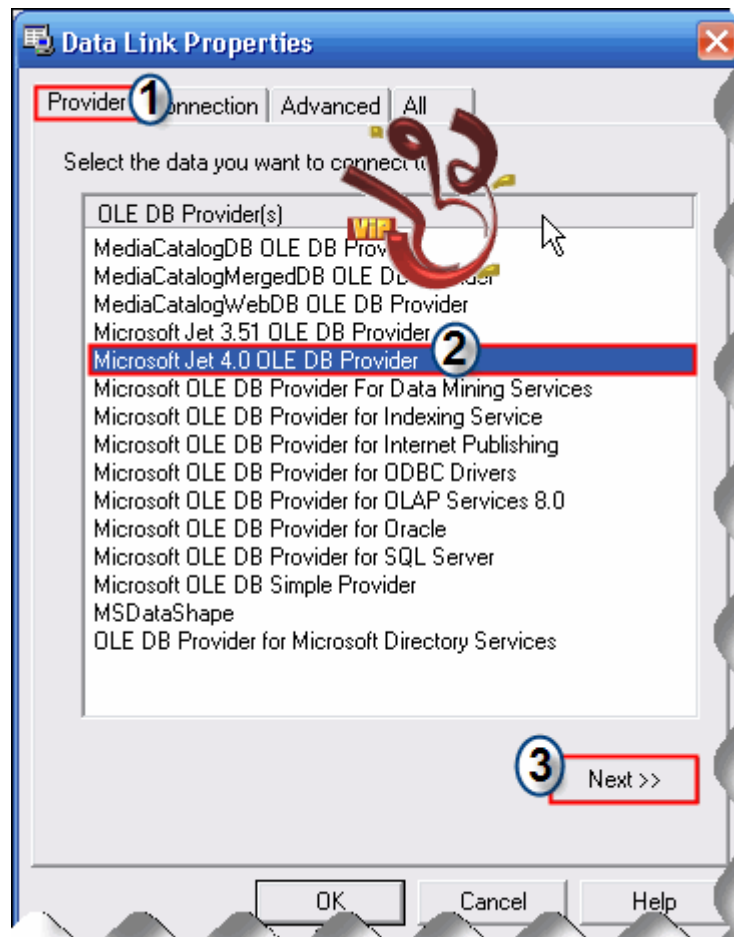 Data Link Properties
Provider 1 onnection Advanced All
Select the data you want to connect
OLE DB Provider(s)
ViP
MediaCatalogDB OLE DB Prov
MediaCatalogMergedDB OLE DB
MediaCatalogWebDB OLE DB Provider
Microsoft Jet 3.51 OLE DB Provider
Microsoft Jet 4.0 OLE DB Provider 2
Microsoft OLE DB Provider For Data Mining Services
Microsoft OLE DB Provider for Indexing Service
Microsoft OLE DB Provider for Internet Publishing
Microsoft OLE DB Provider for ODBC Drivers
Microsoft OLE DB Provider for OLAP Services 8.0
Microsoft OLE DB Provider for Oracle
Microsoft OLE DB Provider for SQL Server
Microsoft OLE DB Simple Provider
MSDataShape
OLE DB Provider for Microsoft Directory Services
3 Next >>
OK Cancel Help